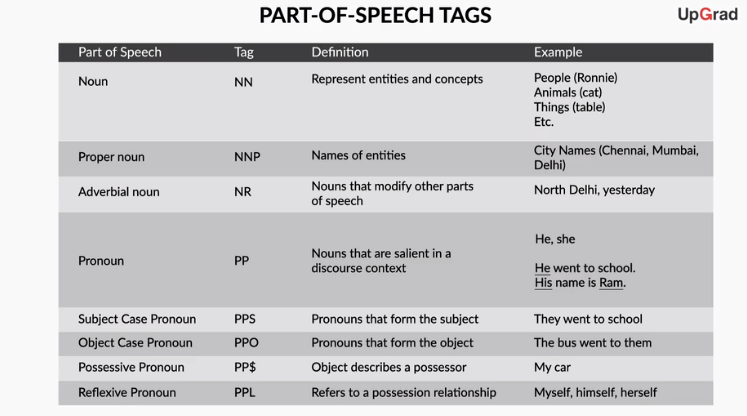 PART-OF-SPEECH TAGS
UpGrad
Part of Speech Tag Definition Example
Noun NN Represent entities and concepts People (Ronnie)
Animals (cat)
Things (table)
Etc.
Proper noun NNP Names of entities City Names (Chennai, Mumbai,
Delhi)
Adverbial noun NR Nouns that modify other parts
of speech North Delhi, yesterday
Pronoun PP Nouns that are salient in a
discourse context He, she
He went to school.
His name is Ram.
Subject Case Pronoun PPS Pronouns that form the subject They went to school
Object Case Pronoun PPO Pronouns that form the object The bus went to them
Possessive Pronoun PP$ Object describes a possessor My car
Reflexive Pronoun PPL Refers to a possession relationship Myself, himself, herself